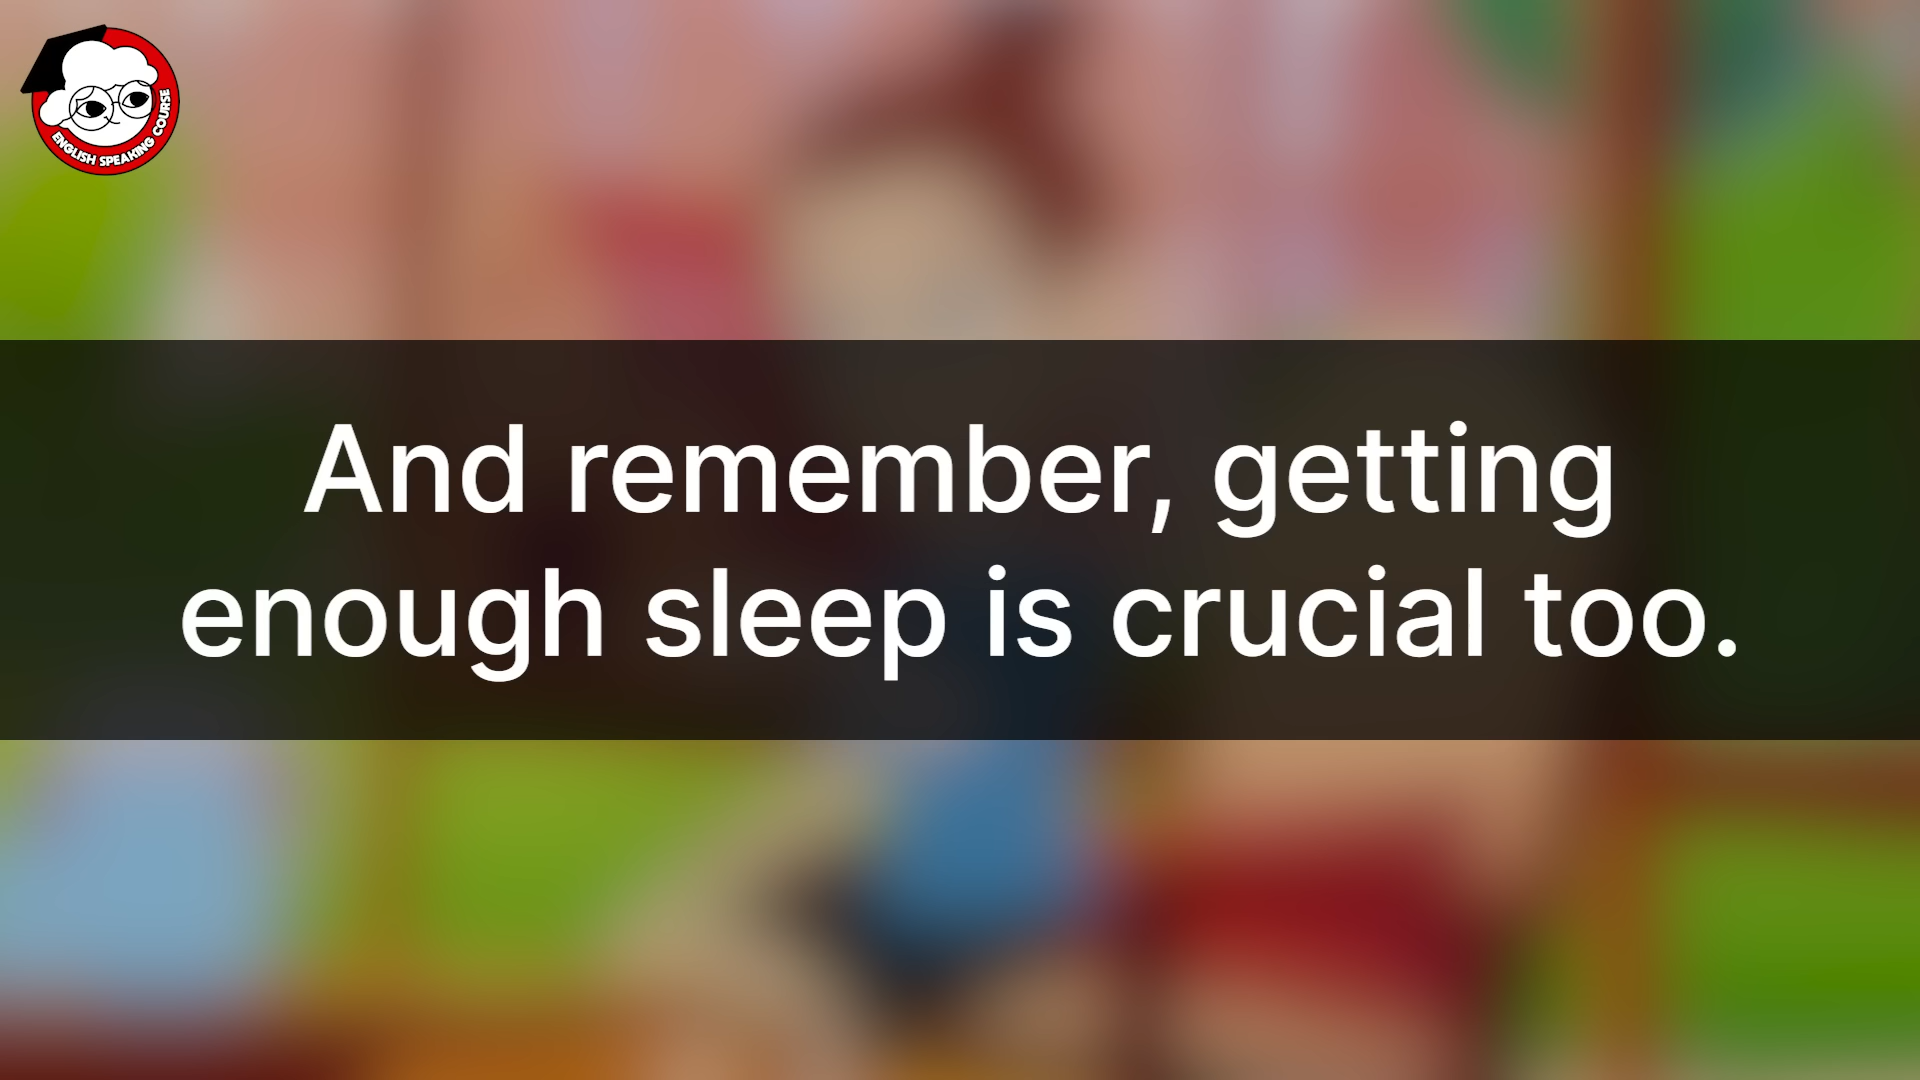 ENGLISH SPEAKING COURSE
And remember, getting
enough sleep is crucial too.